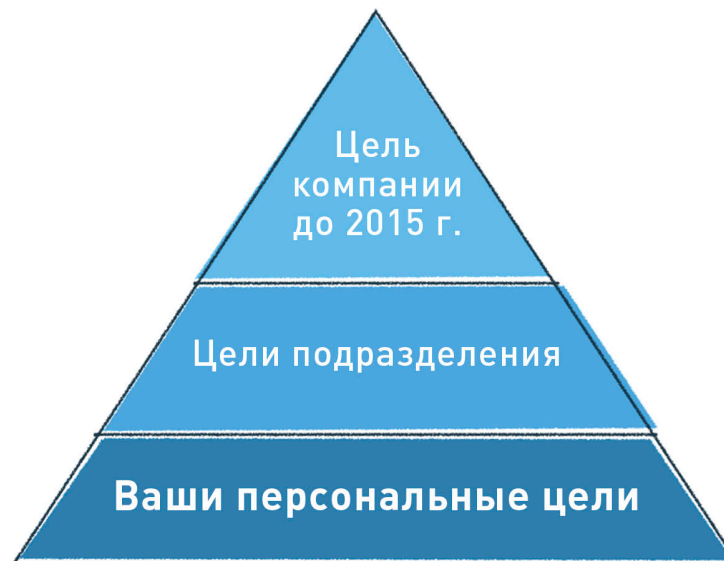 Цель
компании
до 2015 г.
Цели подразделения
Ваши персональные цели